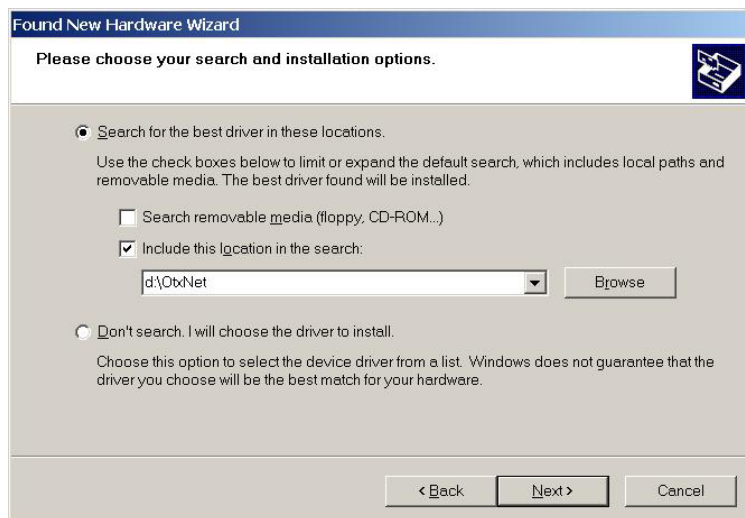 Found New Hardware Wizard
Please choose your search and installation options.
Search for the best driver in these locations.
Use the check boxes below to limit or expand the default search, which includes local paths and
removable media. The best driver found will be installed.
Search removable media (floppy, CD-ROM...)
Include this location in the search:
d:\OtxNet
Browse
Don't search. I will choose the driver to install.
Choose this option to select the device driver from a list. Windows does not guarantee that the
driver you choose will be the best match for your hardware.
< Back
Next >
Cancel